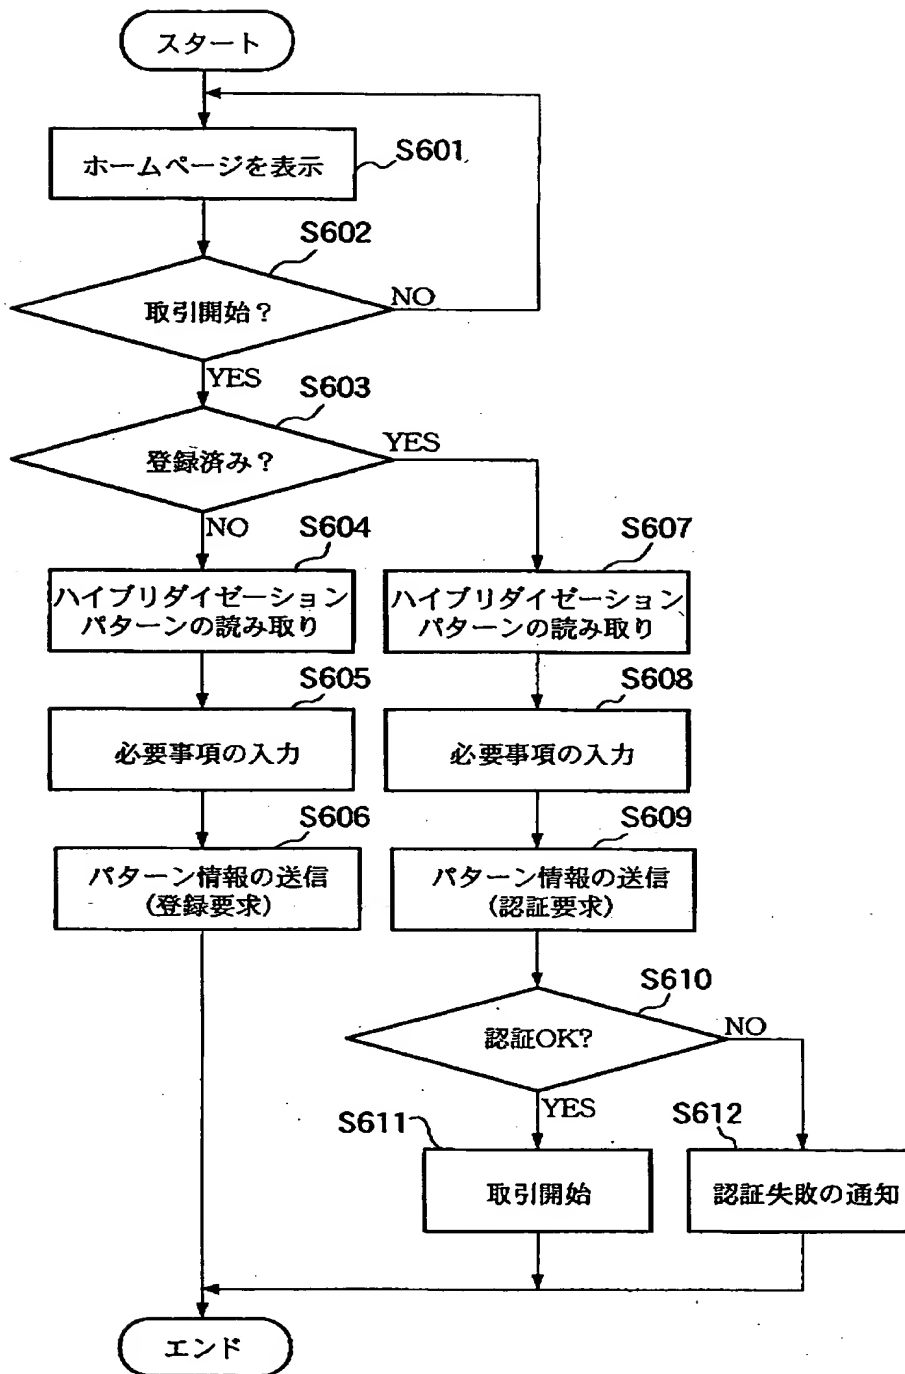 スタート
ホームページを表示
S601
S602
取引開始？
NO
YES
S603
登録済み？
YES
NO
S604
ハイブリダイゼーション
パターンの読み取り
S607
ハイブリダイゼーション
パターンの読み取り
S605
必要事項の入力
S608
必要事項の入力
S606
パターン情報の送信
(登録要求)
S609
パターン情報の送信
(認証要求)
S610
認証OK?
NO
YES
S611
取引開始
S612
認証失敗の通知
エンド